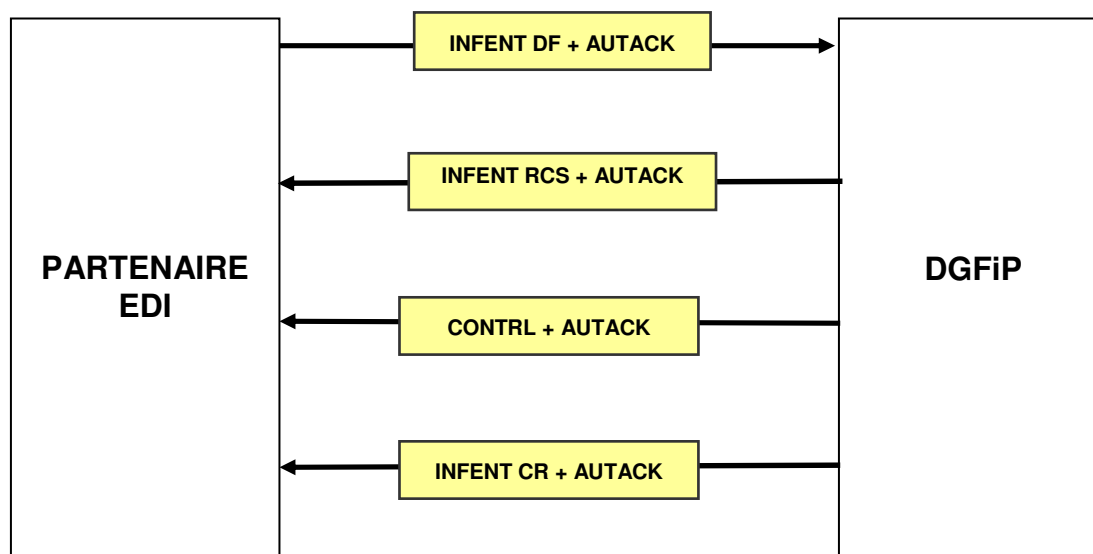 INFENT DF + AUTACK
INFENT RCS + AUTACK
PARTENAIRE
EDI
DGFiP
CONTRL + AUTACK
INFENT CR + AUTACK